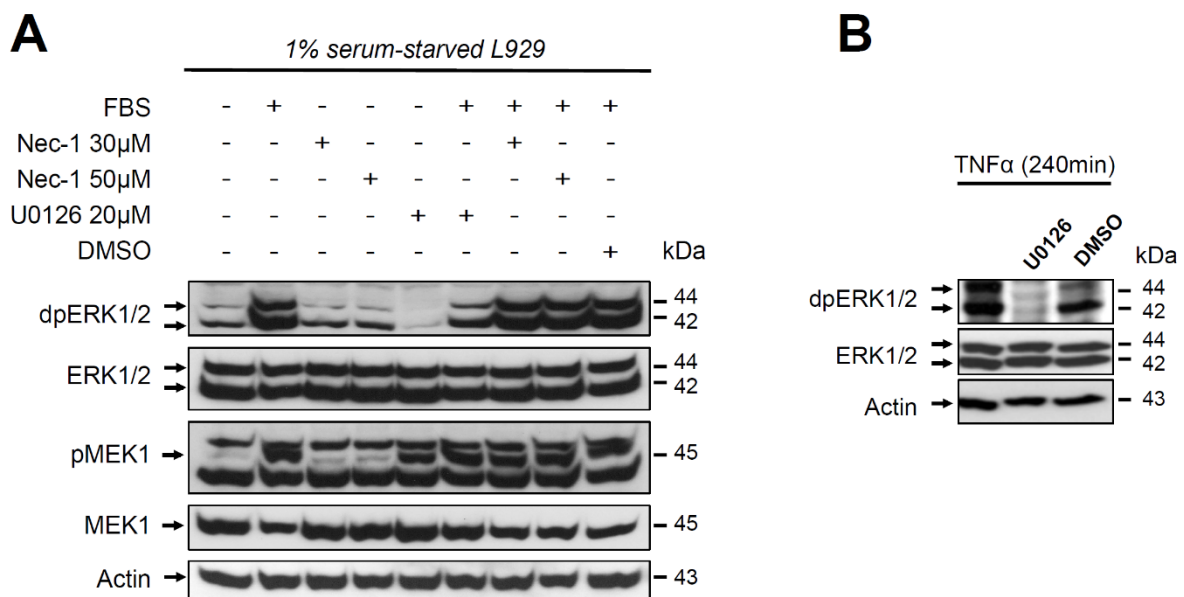 A
B
1% serum-starved L929
FBS - + - - - + + + +
Nec-1 30µM - - + - - - + - -
Nec-1 50µM - - - + - - - + -
U0126 20µM - - - - + + - - -
DMSO - - - - - - - - + kDa
dpERK1/2 44
42
ERK1/2 44
42
pMEK1 45
MEK1 45
Actin 43
TNFα (240min)
U0126 DMSO kDa
dpERK1/2 44
42
ERK1/2 44
42
Actin 43